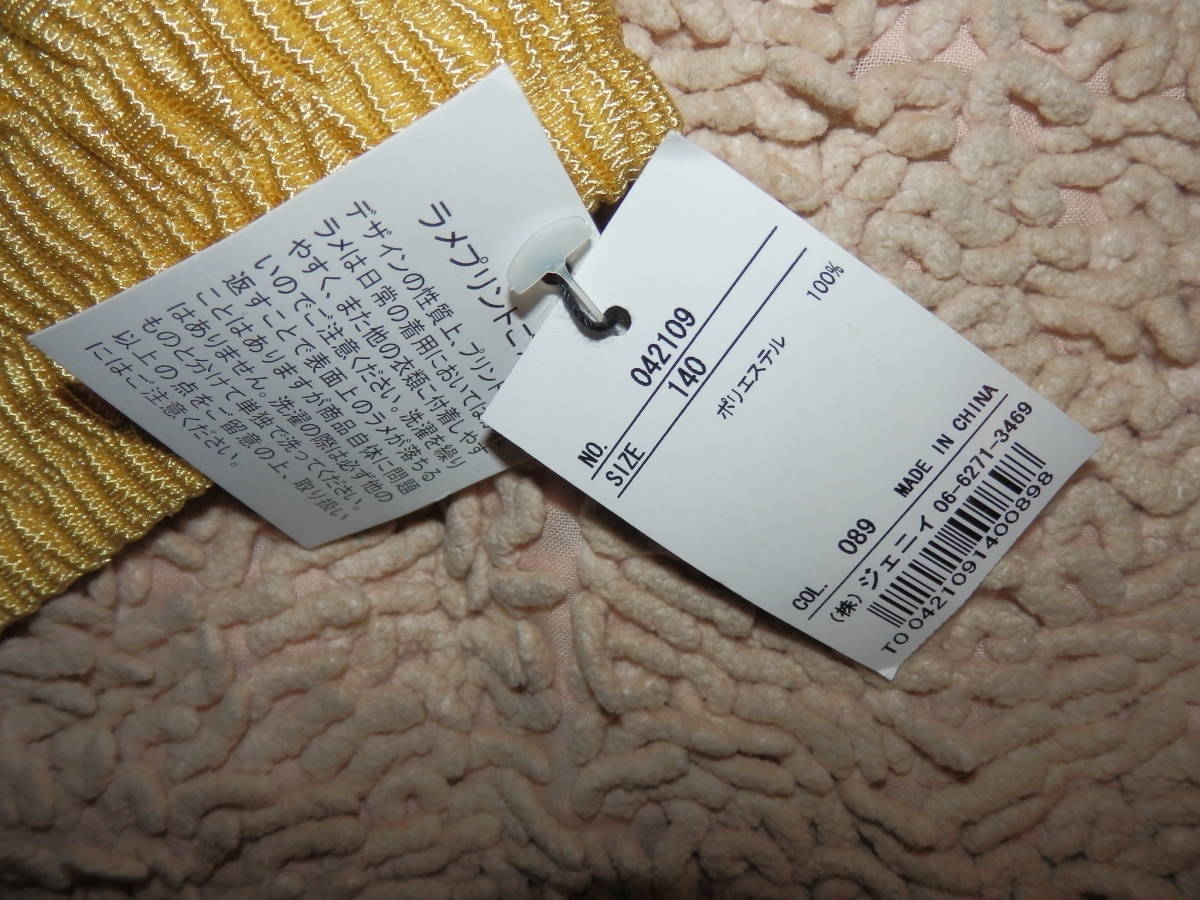 ラメプリント
デザインの性質上、プリント
ラメは日常の着用においては
やすく、また他の衣類に付着しやす
いのでご注意ください。洗濯を繰り
返すことで表面上のラメが落ちる
ことはありますが商品自体に問題
はありません。洗濯の際は必ず他の
ものと分けて単独で洗ってください。
以上の点をご留意の上、取り扱い
にはご注意ください。
NO. 042109
SIZE 140
ポリエステル 100%
COL. 089 MADE IN CHINA
(株)ジェニイ 06-6271-3469
T0 0421091400898